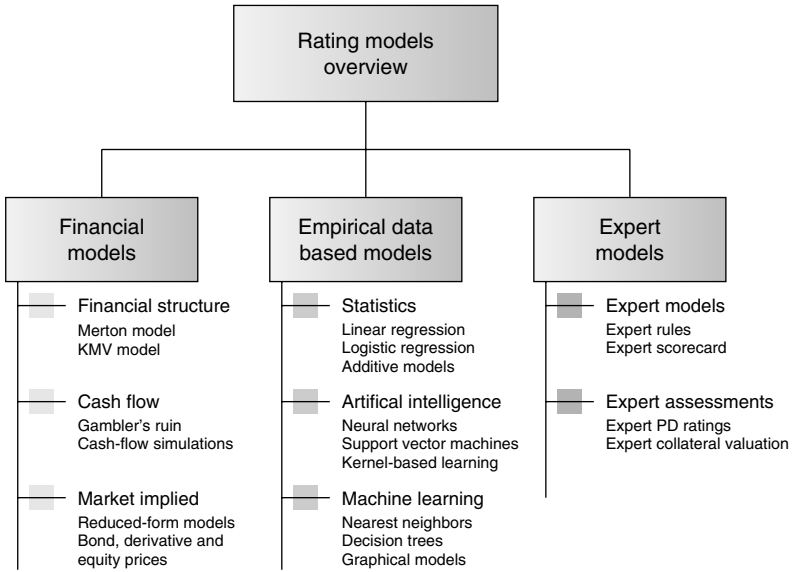 Rating models
overview
Financial
models
Financial structure
Merton model
KMV model
Cash flow
Gambler's ruin
Cash-flow simulations
Market implied
Reduced-form models
Bond, derivative and
equity prices
Empirical data
based models
Statistics
Linear regression
Logistic regression
Additive models
Artifical intelligence
Neural networks
Support vector machines
Kernel-based learning
Machine learning
Nearest neighbors
Decision trees
Graphical models
Expert
models
Expert models
Expert rules
Expert scorecard
Expert assessments
Expert PD ratings
Expert collateral valuation